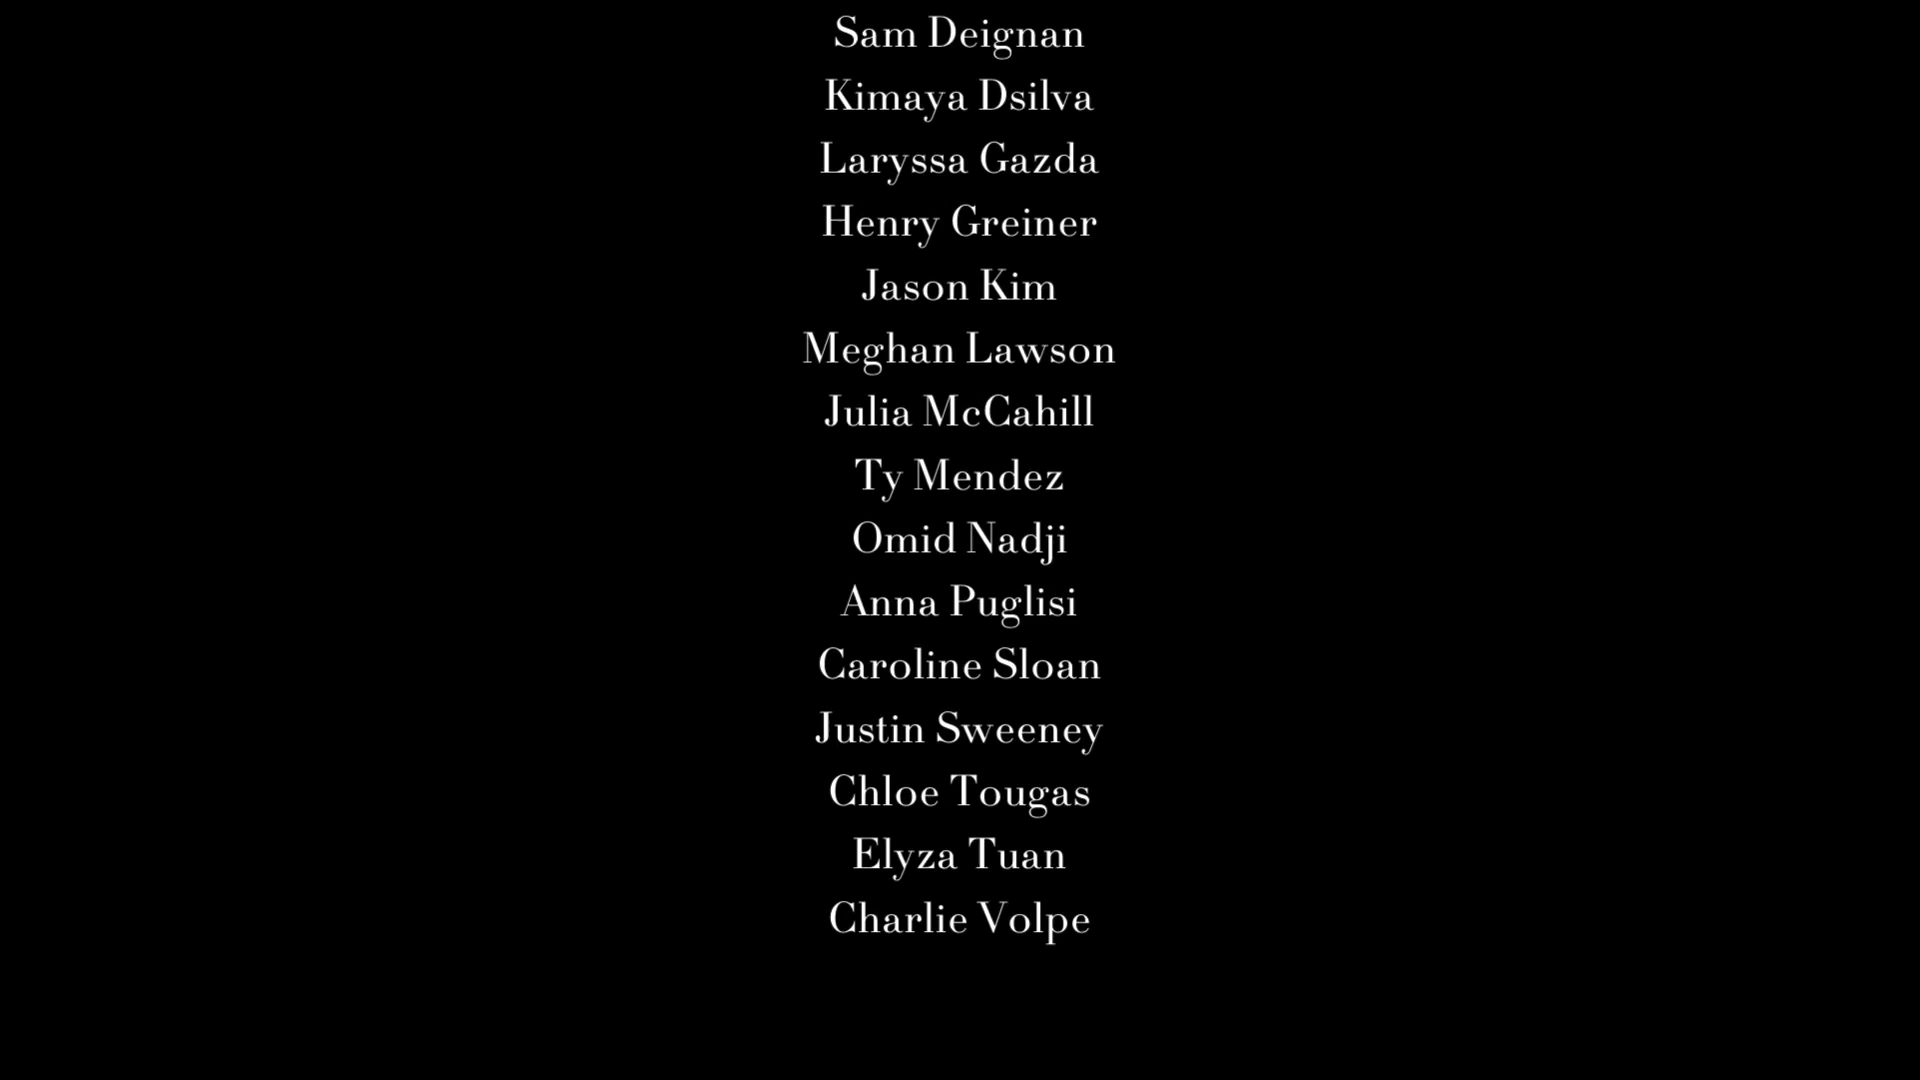 Sam Deignan
Kimaya Dsilva
Laryssa Gazda
Henry Greiner
Jason Kim
Meghan Lawson
Julia McCahill
Ty Mendez
Omid Nadji
Anna Puglisi
Caroline Sloan
Justin Sweeney
Chloe Tougas
Elyza Tuan
Charlie Volpe